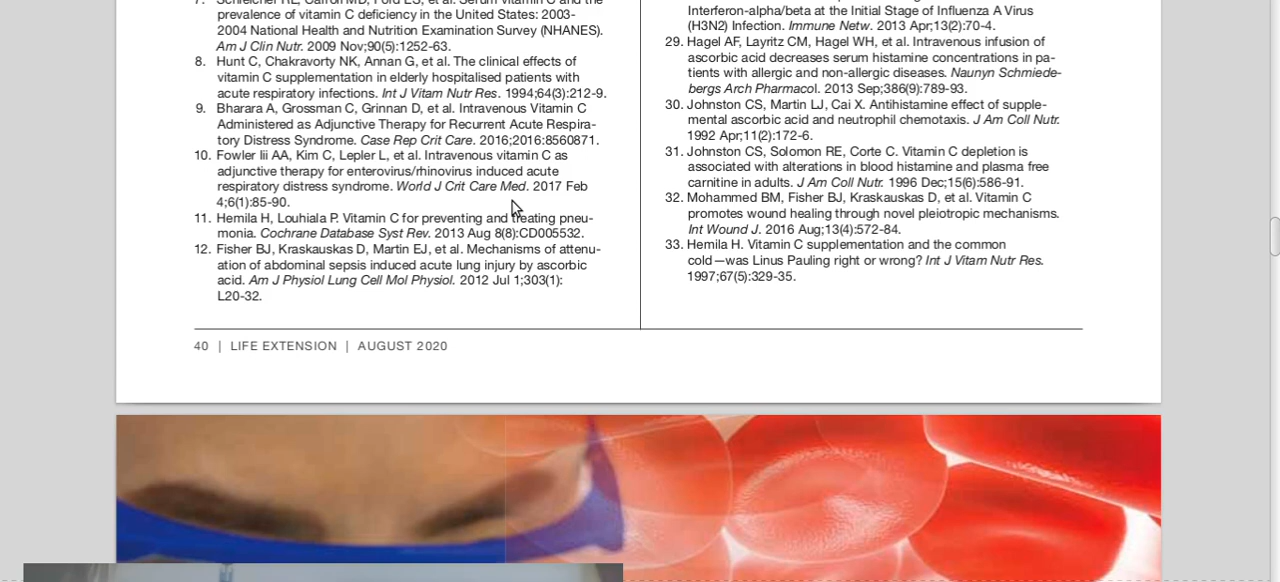 7. Schleicher RL, Carroll MD, Ford ES, et al. Serum vitamin C and the
prevalence of vitamin C deficiency in the United States: 2003-
2004 National Health and Nutrition Examination Survey (NHANES).
Am J Clin Nutr. 2009 Nov;90(5):1252-63.
8. Hunt C, Chakravorty NK, Annan G, et al. The clinical effects of
vitamin C supplementation in elderly hospitalised patients with
acute respiratory infections. Int J Vitam Nutr Res. 1994;64(3):212-9.
9. Bharara A, Grossman C, Grinnan D, et al. Intravenous Vitamin C
Administered as Adjunctive Therapy for Recurrent Acute Respira-
tory Distress Syndrome. Case Rep Crit Care. 2016;2016:8560871.
10. Fowler Iii AA, Kim C, Lepler L, et al. Intravenous vitamin C as
adjunctive therapy for enterovirus/rhinovirus induced acute
respiratory distress syndrome. World J Crit Care Med. 2017 Feb
4;6(1):85-90.
11. Hemila H, Louhiala P. Vitamin C for preventing and treating pneu-
monia. Cochrane Database Syst Rev. 2013 Aug 8(8):CD005532.
12. Fisher BJ, Kraskauskas D, Martin EJ, et al. Mechanisms of attenu-
ation of abdominal sepsis induced acute lung injury by ascorbic
acid. Am J Physiol Lung Cell Mol Physiol. 2012 Jul 1;303(1):
L20-32.
Interferon-alpha/beta at the Initial Stage of Influenza A Virus
(H3N2) Infection. Immune Netw. 2013 Apr;13(2):70-4.
29. Hagel AF, Layritz CM, Hagel WH, et al. Intravenous infusion of
ascorbic acid decreases serum histamine concentrations in pa-
tients with allergic and non-allergic diseases. Naunyn Schmiede-
bergs Arch Pharmacol. 2013 Sep;386(9):789-93.
30. Johnston CS, Martin LJ, Cai X. Antihistamine effect of supple-
mental ascorbic acid and neutrophil chemotaxis. J Am Coll Nutr.
1992 Apr;11(2):172-6.
31. Johnston CS, Solomon RE, Corte C. Vitamin C depletion is
associated with alterations in blood histamine and plasma free
carnitine in adults. J Am Coll Nutr. 1996 Dec;15(6):586-91.
32. Mohammed BM, Fisher BJ, Kraskauskas D, et al. Vitamin C
promotes wound healing through novel pleiotropic mechanisms.
Int Wound J. 2016 Aug;13(4):572-84.
33. Hemila H. Vitamin C supplementation and the common
cold—was Linus Pauling right or wrong? Int J Vitam Nutr Res.
1997;67(5):329-35.
40 | LIFE EXTENSION | AUGUST 2020